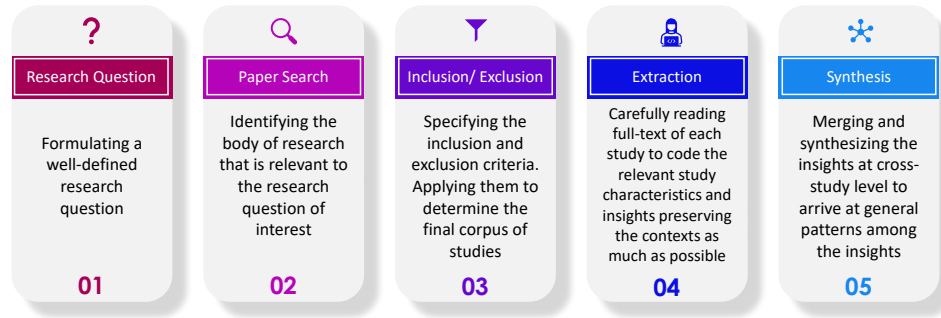 Research Question
Formulating a
well-defined
research
question
01
Paper Search
Identifying the
body of research
that is relevant to
the research
question of
interest
02
Inclusion/ Exclusion
Specifying the
inclusion and
exclusion criteria.
Applying them to
determine the
final corpus of
studies
03
Extraction
Carefully reading
full-text of each
study to code the
relevant study
characteristics and
insights preserving
the contexts as
much as possible
04
Synthesis
Merging and
synthesizing the
insights at cross-
study level to
arrive at general
patterns among
the insights
05